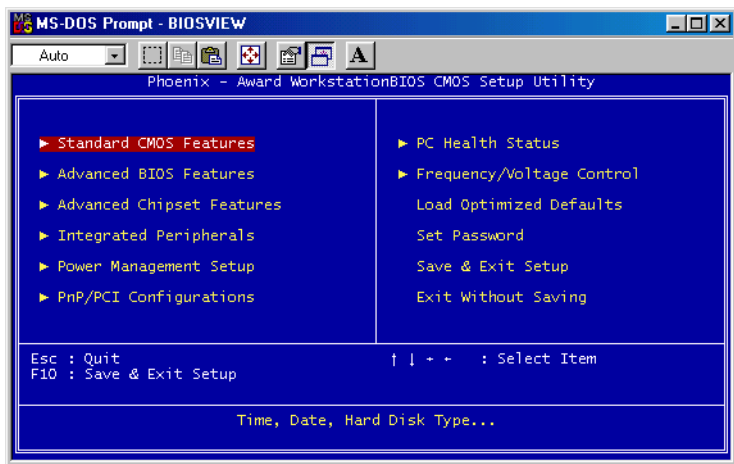 MS-DOS Prompt - BIOSVIEW
Auto
A
Phoenix - Award WorkstationBIOS CMOS Setup Utility
► Standard CMOS Features
► Advanced BIOS Features
► Advanced Chipset Features
► Integrated Peripherals
► Power Management Setup
► PnP/PCI Configurations
► PC Health Status
► Frequency/Voltage Control
Load Optimized Defaults
Set Password
Save & Exit Setup
Exit Without Saving
Esc : Quit
F10 : Save & Exit Setup
↑ ↓ → ← : Select Item
Time, Date, Hard Disk Type...